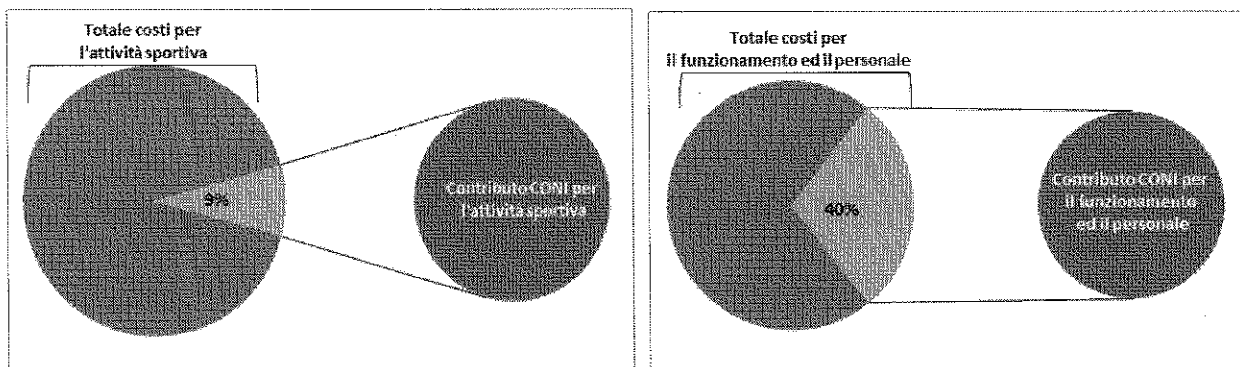 Totale costi per
l'attività sportiva
9%
Contributo CONI per
l'attività sportiva
Totale costi per
il funzionamento ed il personale
40%
Contributo CONI per
il funzionamento
ed il personale